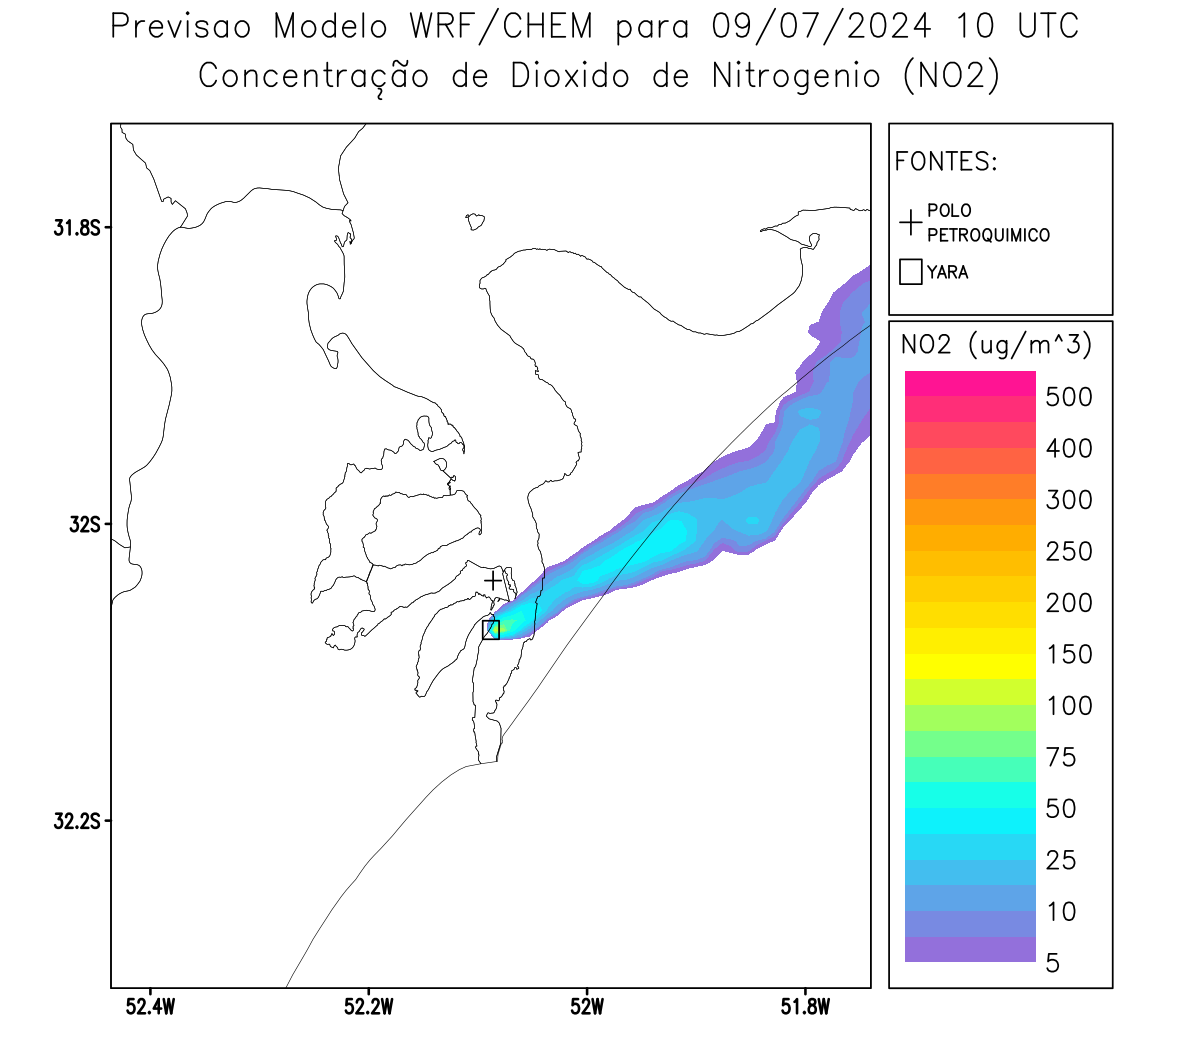 Previsao Modelo WRF/CHEM para 09/07/2024 10 UTC
Concentração de Dioxido de Nitrogenio (NO2)
FONTES:
POLO
PETROQUIMICO
YARA
31.8S
32S
32.2S
52.4W
52.2W
52W
51.8W
NO2 (ug/m^3)
500
400
300
250
200
150
100
75
50
25
10
5